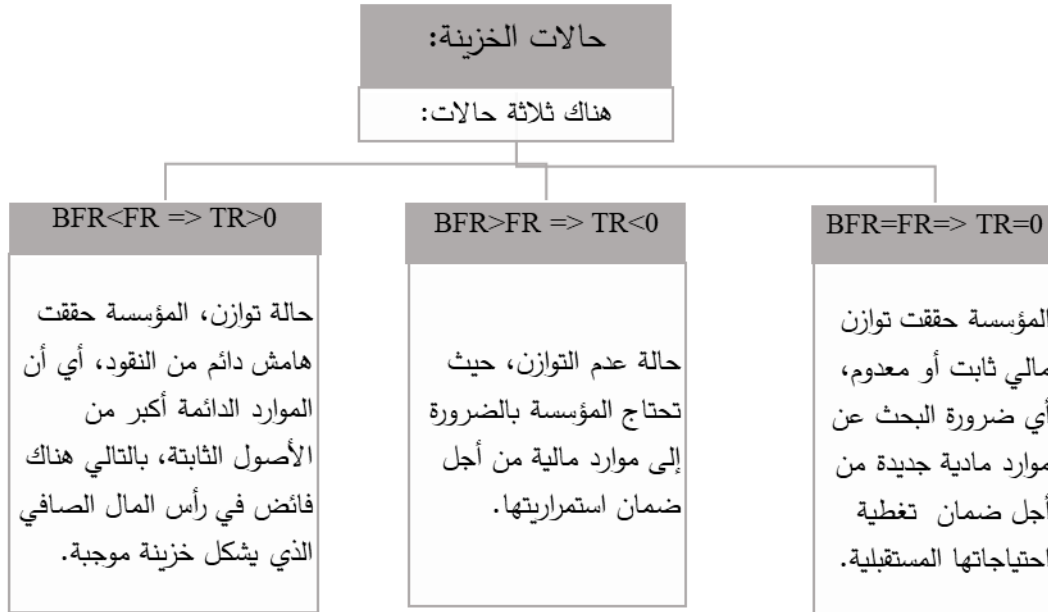 حالات الخزينة:
هناك ثلاثة حالات:
BFR=FR=> TR=0
المؤسسة حققت توازن
مالي ثابت أو معدوم،
أي ضرورة البحث عن
موارد مادية جديدة من
أجل ضمان تغطية
احتياجاتها المستقبلية.
BFR>FR => TR<0
حالة عدم التوازن، حيث
تحتاج المؤسسة بالضرورة
إلى موارد مالية من أجل
ضمان استمراريتها.
BFR<FR => TR>0
حالة توازن، المؤسسة حققت
هامش دائم من النقود، أي أن
الموارد الدائمة أكبر من
الأصول الثابتة، بالتالي هناك
فائض في رأس المال الصافي
الذي يشكل خزينة موجبة.